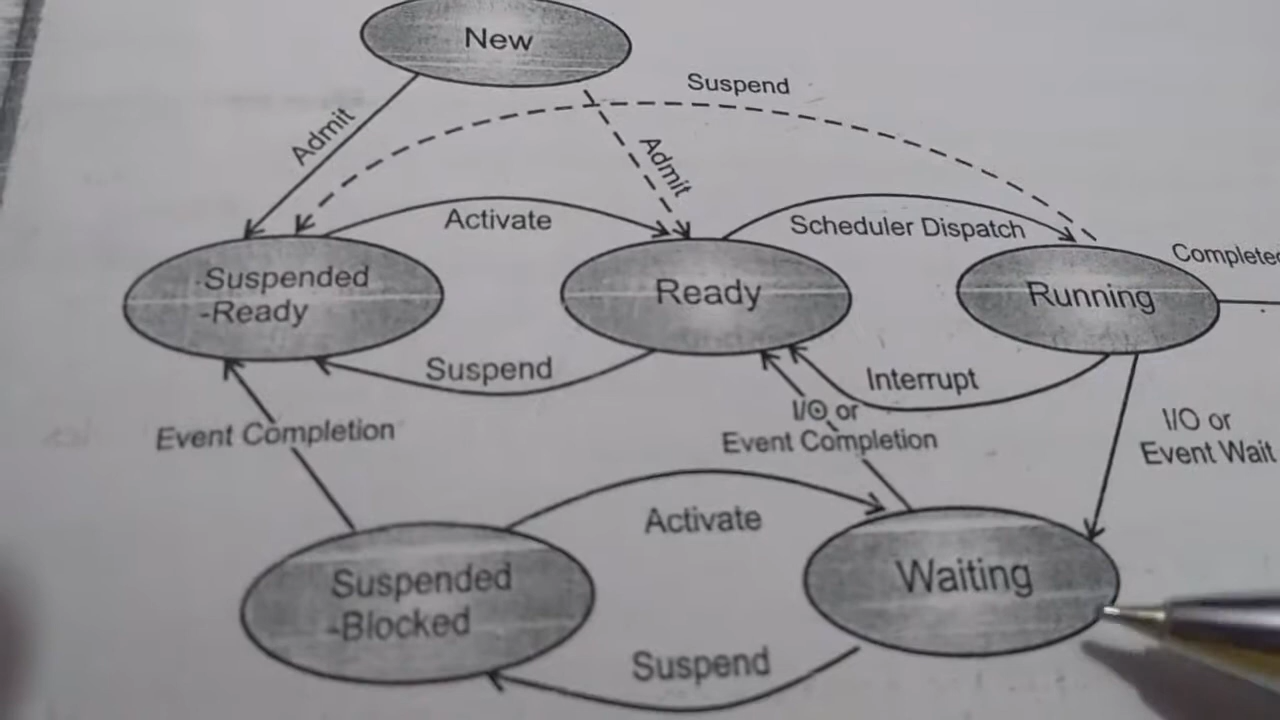 New
Suspend
Admit
Admit
Activate
Scheduler Dispatch
-Suspended
-Ready
Ready
Running
Suspend
Interrupt
I/O or
Event Completion
I/O or
Event Wait
Event Completion
Activate
Suspended
-Blocked
Waiting
Suspend